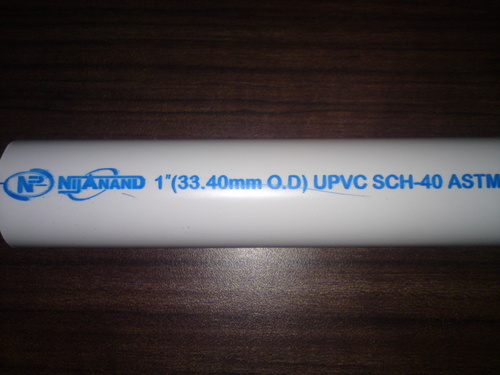 NP NIJANAND 1"(33.40mm O.D) UPVC SCH-40 ASTM